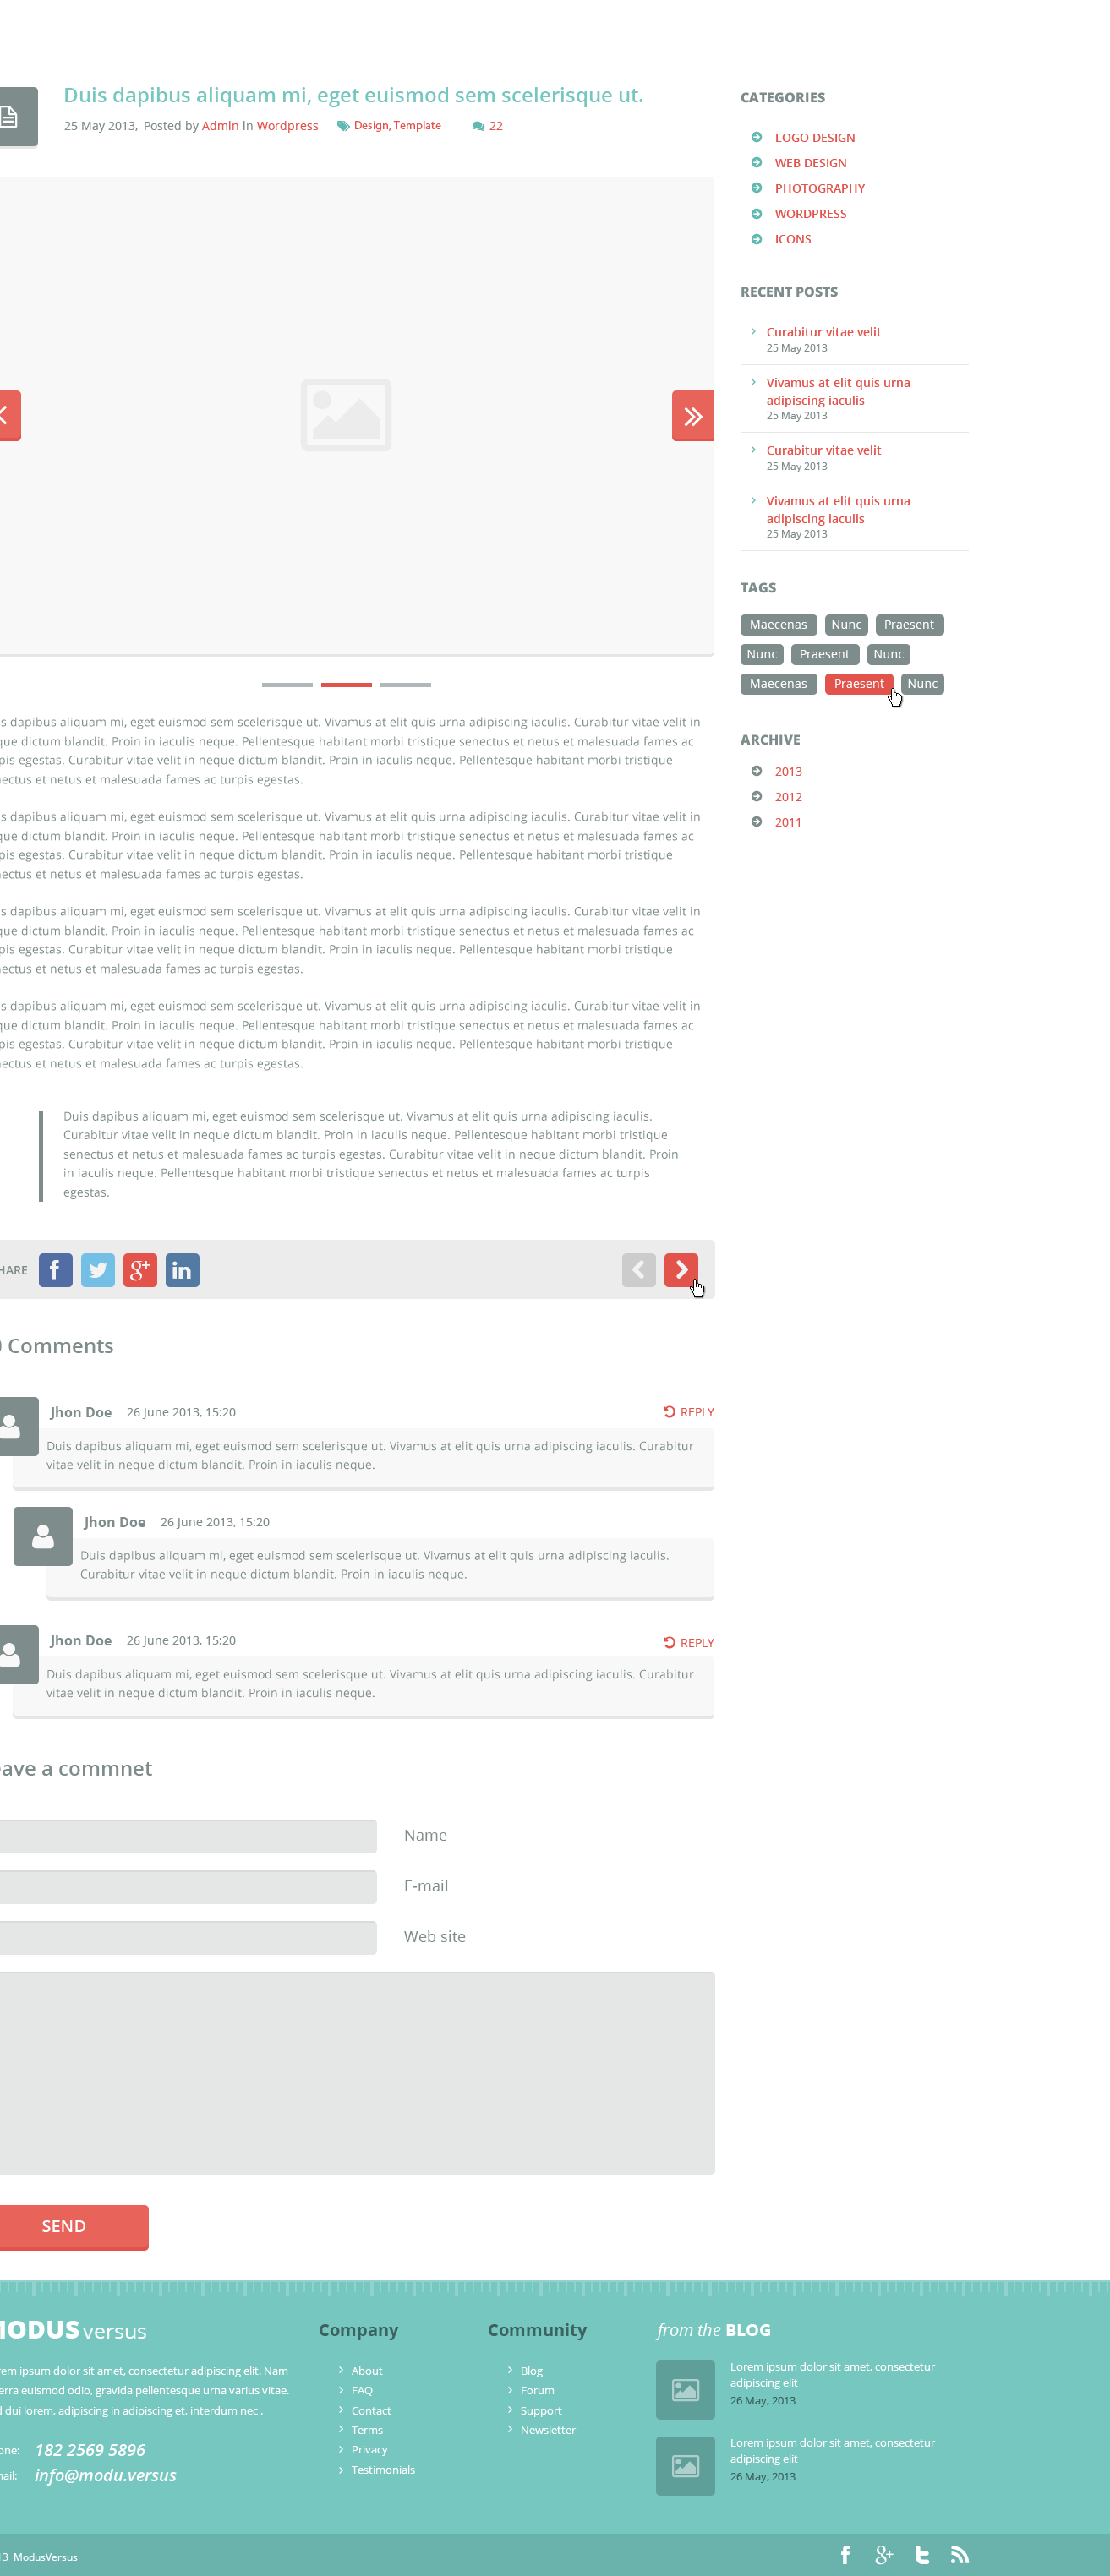 Duis dapibus aliquam mi, eget euismod sem scelerisque ut.
25 May 2013, Posted by Admin in Wordpress Design, Template 22
dapibus aliquam mi, eget euismod sem scelerisque ut. Vivamus at elit quis urna adipiscing iaculis. Curabitur vitae velit in
dictum blandit. Proin in iaculis neque. Pellentesque habitant morbi tristique senectus et netus et malesuada fames ac
egestas. Curabitur vitae velit in neque dictum blandit. Proin in iaculis neque. Pellentesque habitant morbi tristique
et netus et malesuada fames ac turpis egestas.
dapibus aliquam mi, eget euismod sem scelerisque ut. Vivamus at elit quis urna adipiscing iaculis. Curabitur vitae velit in
dictum blandit. Proin in iaculis neque. Pellentesque habitant morbi tristique senectus et netus et malesuada fames ac
egestas. Curabitur vitae velit in neque dictum blandit. Proin in iaculis neque. Pellentesque habitant morbi tristique
et netus et malesuada fames ac turpis egestas.
dapibus aliquam mi, eget euismod sem scelerisque ut. Vivamus at elit quis urna adipiscing iaculis. Curabitur vitae velit in
dictum blandit. Proin in iaculis neque. Pellentesque habitant morbi tristique senectus et netus et malesuada fames ac
egestas. Curabitur vitae velit in neque dictum blandit. Proin in iaculis neque. Pellentesque habitant morbi tristique
et netus et malesuada fames ac turpis egestas.
dapibus aliquam mi, eget euismod sem scelerisque ut. Vivamus at elit quis urna adipiscing iaculis. Curabitur vitae velit in
dictum blandit. Proin in iaculis neque. Pellentesque habitant morbi tristique senectus et netus et malesuada fames ac
egestas. Curabitur vitae velit in neque dictum blandit. Proin in iaculis neque. Pellentesque habitant morbi tristique
et netus et malesuada fames ac turpis egestas.
Duis dapibus aliquam mi, eget euismod sem scelerisque ut. Vivamus at elit quis urna adipiscing iaculis.
Curabitur vitae velit in neque dictum blandit. Proin in iaculis neque. Pellentesque habitant morbi tristique
senectus et netus et malesuada fames ac turpis egestas. Curabitur vitae velit in neque dictum blandit. Proin
in iaculis neque. Pellentesque habitant morbi tristique senectus et netus et malesuada fames ac turpis
egestas.
HARE
Comments
Jhon Doe 26 June 2013, 15:20 REPLY
Duis dapibus aliquam mi, eget euismod sem scelerisque ut. Vivamus at elit quis urna adipiscing iaculis. Curabitur
vitae velit in neque dictum blandit. Proin in iaculis neque.
Jhon Doe 26 June 2013, 15:20
Duis dapibus aliquam mi, eget euismod sem scelerisque ut. Vivamus at elit quis urna adipiscing iaculis.
Curabitur vitae velit in neque dictum blandit. Proin in iaculis neque.
Jhon Doe 26 June 2013, 15:20 REPLY
Duis dapibus aliquam mi, eget euismod sem scelerisque ut. Vivamus at elit quis urna adipiscing iaculis. Curabitur
vitae velit in neque dictum blandit. Proin in iaculis neque.
eave a commnet
Name
E-mail
Web site
SEND
CATEGORIES
LOGO DESIGN
WEB DESIGN
PHOTOGRAPHY
WORDPRESS
ICONS
RECENT POSTS
Curabitur vitae velit
25 May 2013
Vivamus at elit quis urna
adipiscing iaculis
25 May 2013
Curabitur vitae velit
25 May 2013
Vivamus at elit quis urna
adipiscing iaculis
25 May 2013
TAGS
Maecenas Nunc Praesent
Nunc Praesent Nunc
Maecenas Praesent Nunc
ARCHIVE
2013
2012
2011
MODUS versus
rem ipsum dolor sit amet, consectetur adipiscing elit. Nam
erra euismod odio, gravida pellentesque urna varius vitae.
dui lorem, adipiscing in adipiscing et, interdum nec .
one: 182 2569 5896
ail: info@modu.versus
Company
About
FAQ
Contact
Terms
Privacy
Testimonials
Community
Blog
Forum
Support
Newsletter
from the BLOG
Lorem ipsum dolor sit amet, consectetur
adipiscing elit
26 May, 2013
Lorem ipsum dolor sit amet, consectetur
adipiscing elit
26 May, 2013
13 ModusVersus